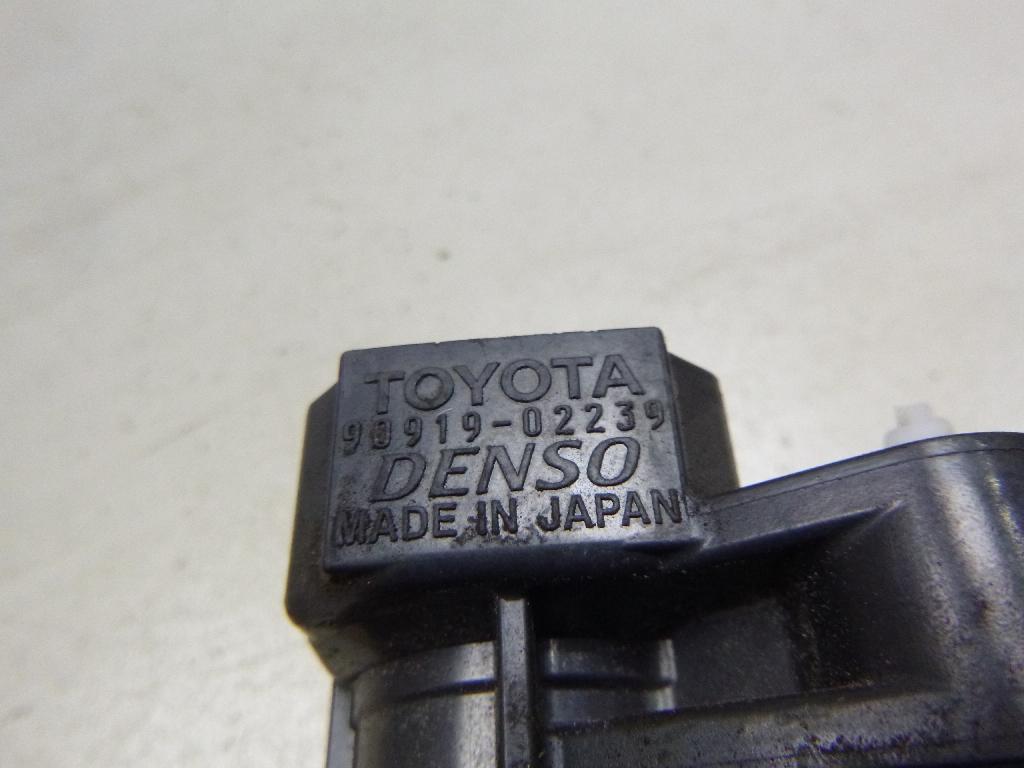 TOYOTA
90919-02239
DENSO
MADE IN JAPAN